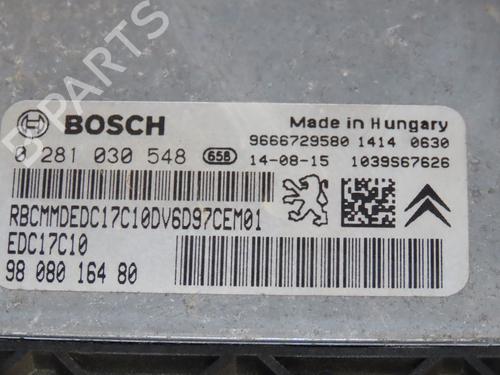 BOSCH
Made in Hungary
9666729580 1414 0630
0 281 030 548 658 14-08-15 1039S67626
RBCMMDEDC17C10DV6D97CEM01
EDC17C10
98 080 164 80
B PARTS